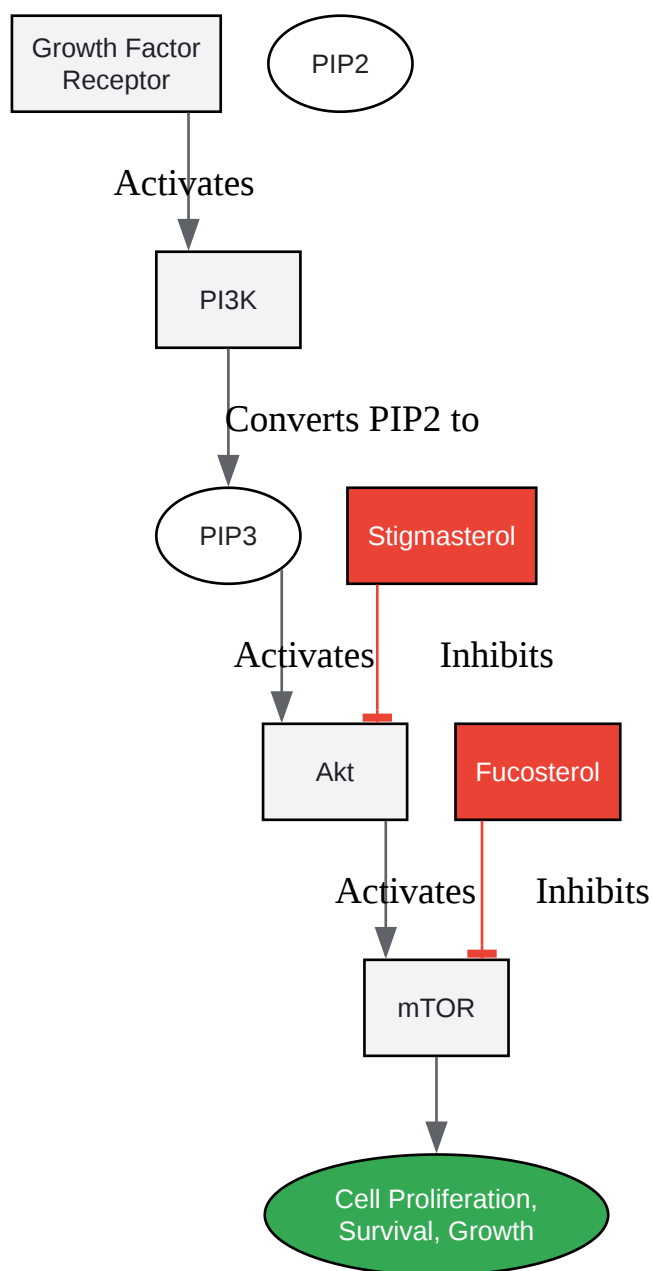 Growth Factor
Receptor
PIP2
Activates
PI3K
Converts PIP2 to
PIP3
Stigmasterol
Activates
Inhibits
Akt
Fucosterol
Activates
Inhibits
mTOR
Cell Proliferation,
Survival, Growth